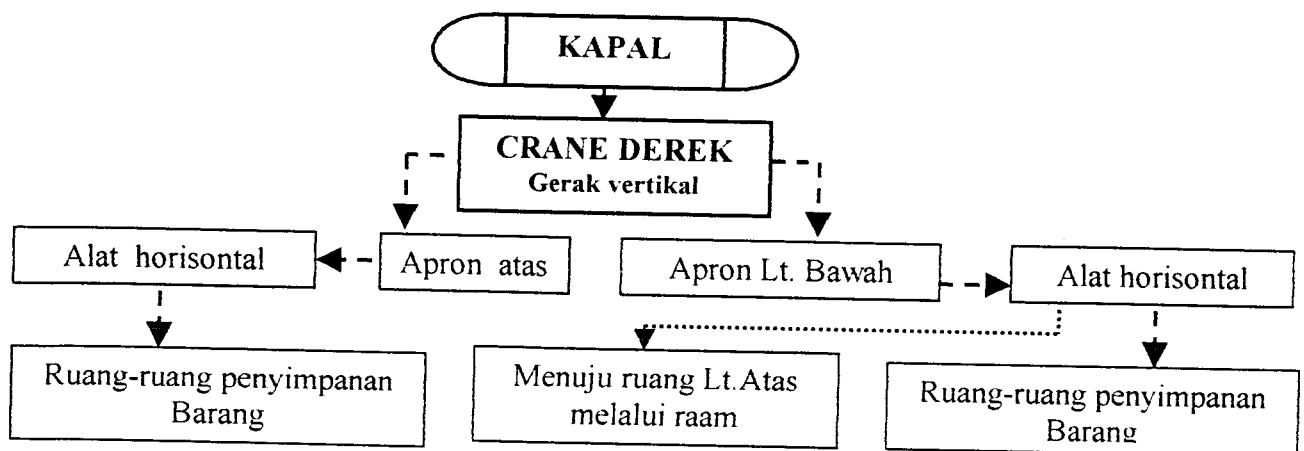 KAPAL
CRANE DEREK
Gerak vertikal
Alat horisontal
Apron atas
Apron Lt. Bawah
Alat horisontal
Ruang-ruang penyimpanan
Barang
Menuju ruang Lt.Atas
melalui raam
Ruang-ruang penyimpanan
Barang